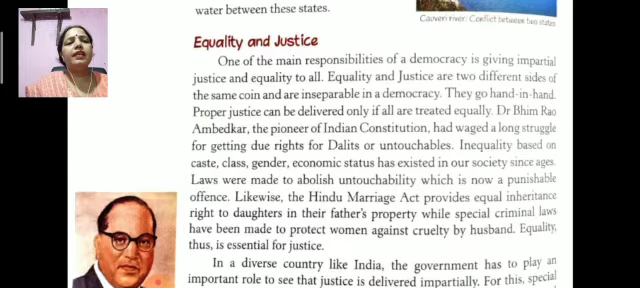 water between these states.
Cauveri river: Conflict between two states
Equality and Justice
One of the main responsibilities of a democracy is giving impartial
justice and equality to all. Equality and Justice are two different sides of
the same coin and are inseparable in a democracy. They go hand-in-hand.
Proper justice can be delivered only if all are treated equally. Dr Bhim Rao
Ambedkar, the pioneer of Indian Constitution, had waged a long struggle
for getting due rights for Dalits or untouchables. Inequality based on
caste, class, gender, economic status has existed in our society since ages.
Laws were made to abolish untouchability which is now a punishable
offence. Likewise, the Hindu Marriage Act provides equal inheritance
right to daughters in their father's property while special criminal laws
have been made to protect women against cruelty by husband. Equality,
thus, is essential for justice.
In a diverse country like India, the government has to play an
important role to see that justice is delivered impartially. For this, special